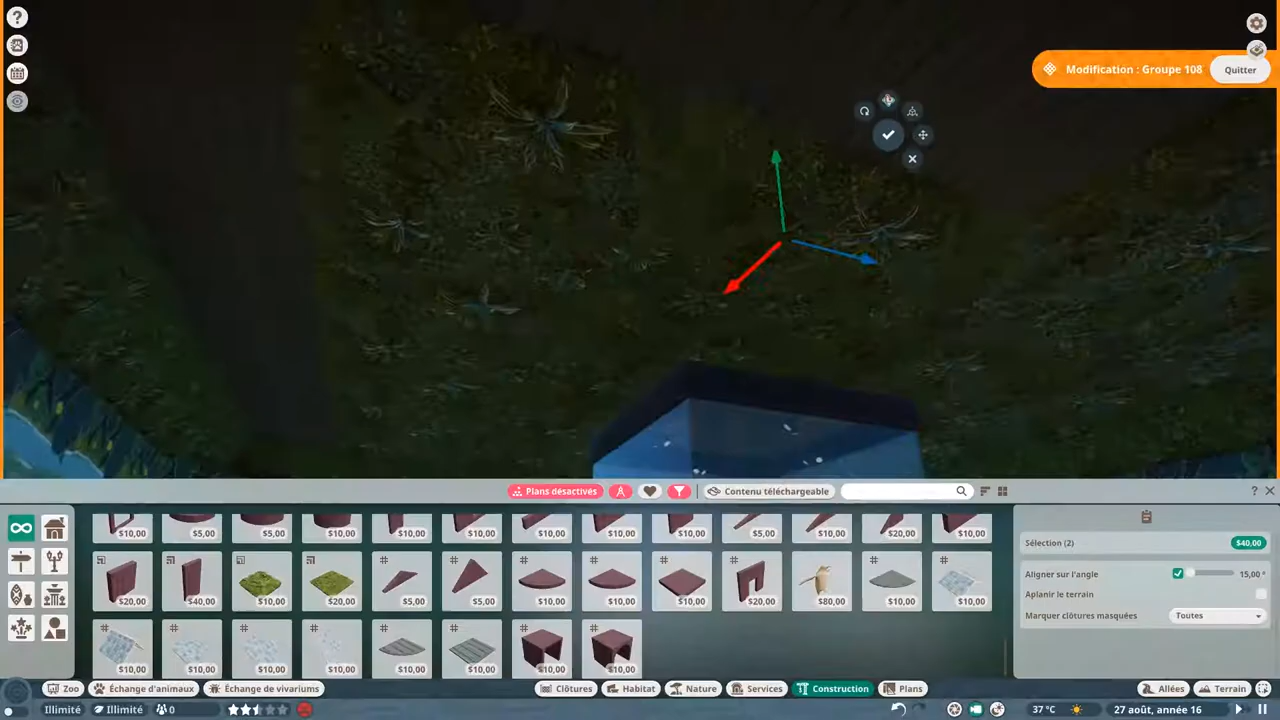 Modification : Groupe 108
Quitter
Plans désactivés
Contenu téléchargeable
$10,00 $5,00 $5,00 $10,00 $10,00 $10,00 $10,00 $10,00 $10,00 $5,00 $10,00 $20,00 $10,00
$20,00 $40,00 $10,00 $20,00 $5,00 $5,00 $10,00 $10,00 $10,00 $20,00 $80,00 $10,00 $10,00
$10,00 $10,00 $10,00 $10,00 $10,00 $10,00 $10,00 $10,00
Sélection (2) $40,00
Aligner sur l'angle 15,00 °
Aplanir le terrain
Marquer clôtures masquées Toutes
Zoo Échange d'animaux Échange de vivariums Clôtures Habitat Nature Services Construction Plans Allées Terrain
Illimité Illimité 0 37 °C 27 août, année 16